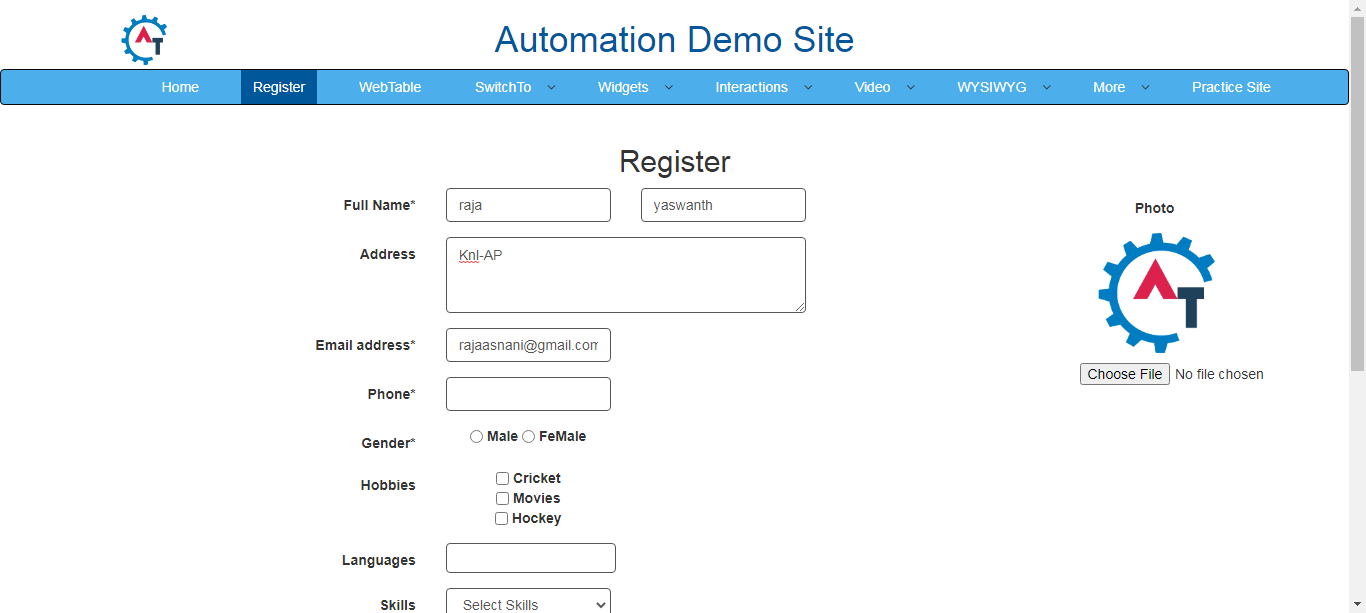 AT
Automation Demo Site
Home Register WebTable SwitchTo Widgets Interactions Video WYSIWYG More Practice Site
Register
Full Name* raja yaswanth
Photo
Address Knl-AP
AT
Email address* rajaasnani@gmail.com
Choose File No file chosen
Phone*
Gender* Male FeMale
Hobbies Cricket
Movies
Hockey
Languages
Skills Select Skills